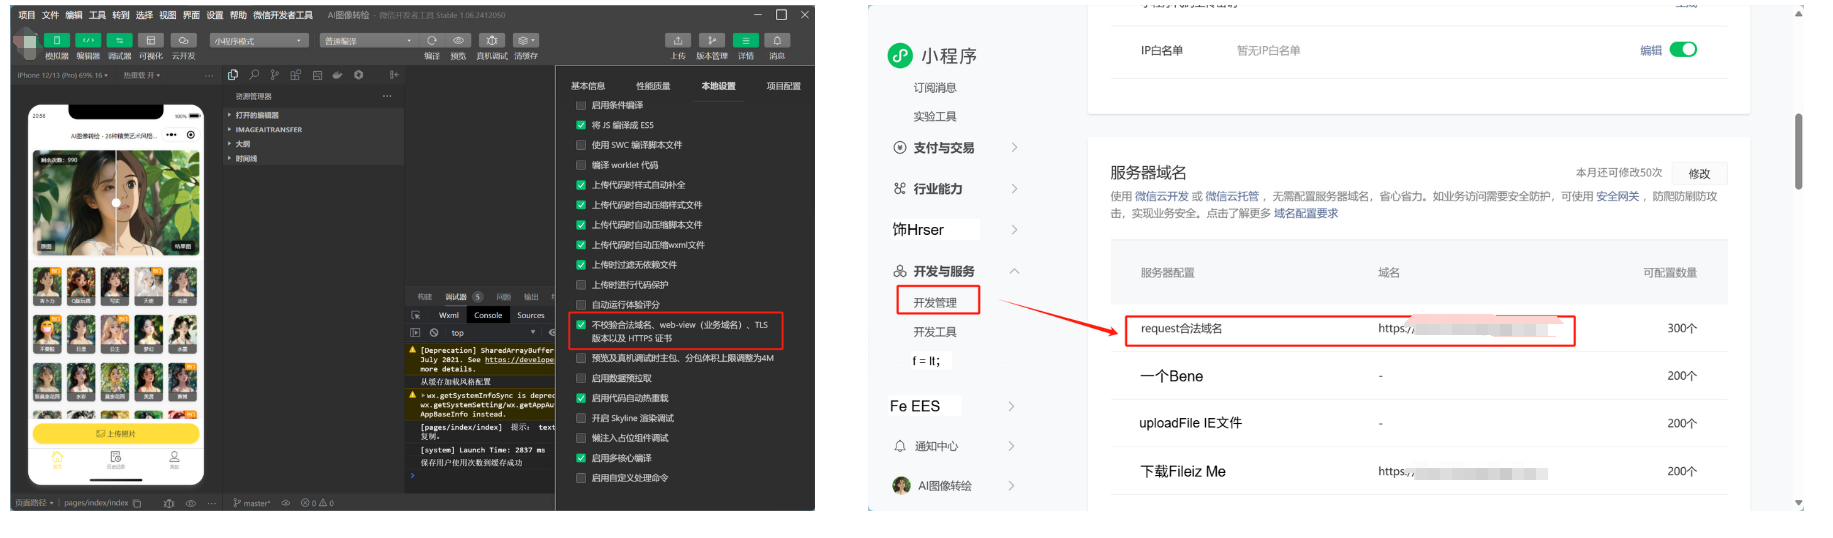 项目 文件 编辑 工具 转到 选择 视图 界面 设置 帮助 微信开发者工具 AI图像转绘 - 微信开发者工具 Stable 1.06.2412050
小程序模式 普通编译
模拟器 编辑器 调试器 可视化 云开发 编译 预览 真机调试 清缓存 上传 版本管理 详情 消息
iPhone 12/13 (Pro) 69% 16 热重载 开
20:58 100%
AI图像转绘 - 26种精美艺术风格...
剩余次数: 990
原图 结果图
写实 天使 动漫
日漫 公主 梦幻 水墨
水彩
上传照片
历史记录
页面路径 pages/index/index
资源管理器
打开的编辑器
IMAGEAITRANSFER
大纲
时间线
master* 0 0
构建 调试器 5 问题 输出
Wxml Console Sources
top
[Deprecation] SharedArrayBuffer
July 2021. See https://develope
more details.
从缓存加载风格配置
wx.getSystemInfoSync is deprec
wx.getSystemSetting/wx.getAppAu
AppBaseInfo instead.
[pages/index/index] 提示: text
复制。
[system] Launch Time: 2837 ms
保存用户使用次数到缓存成功
基本信息 性能质量 本地设置 项目配置
启用条件编译
将 JS 编译成 ES5
使用 SWC 编译脚本文件
编译 worklet 代码
上传代码时样式自动补全
上传代码时自动压缩样式文件
上传代码时自动压缩脚本文件
上传代码时自动压缩wxml文件
上传时过滤无依赖文件
上传时进行代码保护
自动运行体验评分
不校验合法域名、web-view（业务域名）、TLS
版本以及 HTTPS 证书
预览及真机调试时主包、分包体积上限调整为4M
启用数据预拉取
启用代码自动热重载
开启 Skyline 渲染调试
懒注入占位组件调试
启用多核心编译
启用自定义处理命令
小程序
订阅消息
实验工具
支付与交易
行业能力
饰Hrser
开发与服务
开发管理
开发工具
f = lt；
Fe EES
通知中心
AI图像转绘
IP白名单 暂无IP白名单 编辑
服务器域名 本月还可修改50次 修改
使用 微信云开发 或 微信云托管 ，无需配置服务器域名，省心省力。如业务访问需要安全防护，可使用 安全网关 ，防爬防刷防攻
击，实现业务安全。点击了解更多 域名配置要求
服务器配置 域名 可配置数量
request合法域名 https:// 300个
一个Bene - 200个
uploadFile IE文件 - 200个
下载Fileiz Me https:// 200个